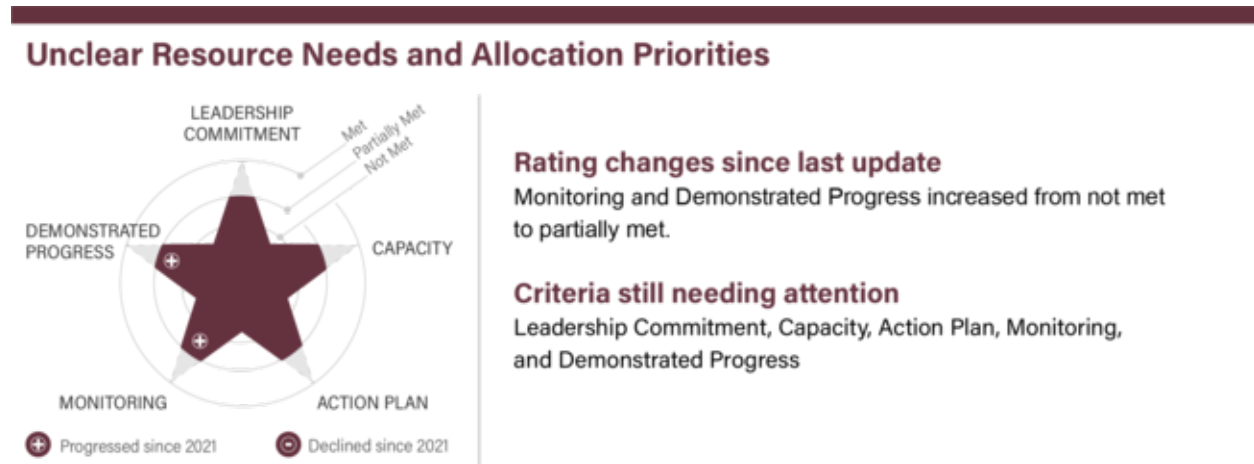 Unclear Resource Needs and Allocation Priorities
LEADERSHIP
COMMITMENT
Met
Partially Met
Not Met
DEMONSTRATED
PROGRESS
CAPACITY
MONITORING
ACTION PLAN
Progressed since 2021
Declined since 2021
Rating changes since last update
Monitoring and Demonstrated Progress increased from not met
to partially met.
Criteria still needing attention
Leadership Commitment, Capacity, Action Plan, Monitoring,
and Demonstrated Progress